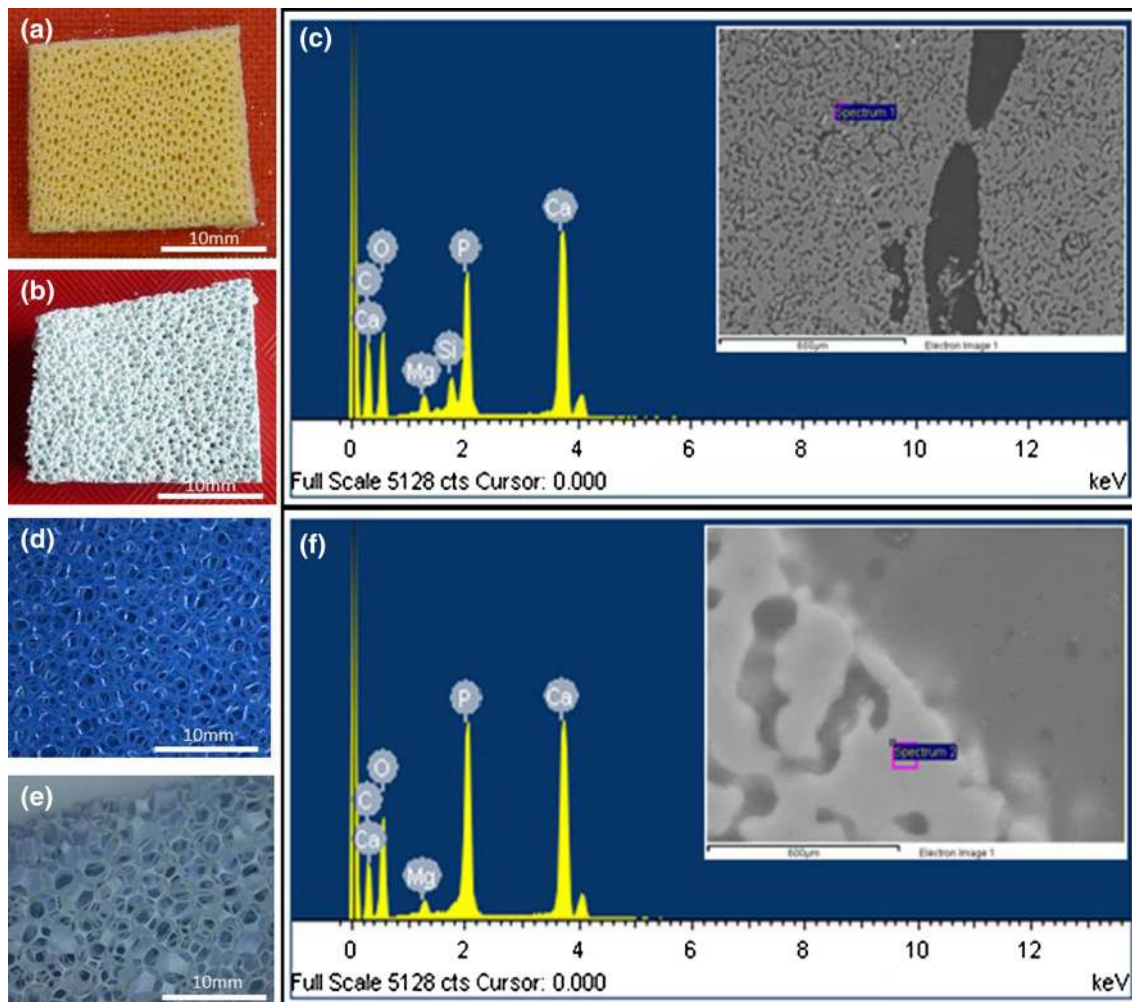 (a)
10mm
(b)
10mm
(c)
Spectrum 1
600µm Electron Image 1
Ca
O
P
C
Ca
Si
Mg
0 2 4 6 8 10 12
Full Scale 5128 cts Cursor: 0.000 keV
(d)
10mm
(e)
10mm
(f)
Spectrum 2
600µm Electron Image 1
P
Ca
O
C
Ca
Mg
0 2 4 6 8 10 12
Full Scale 5128 cts Cursor: 0.000 keV